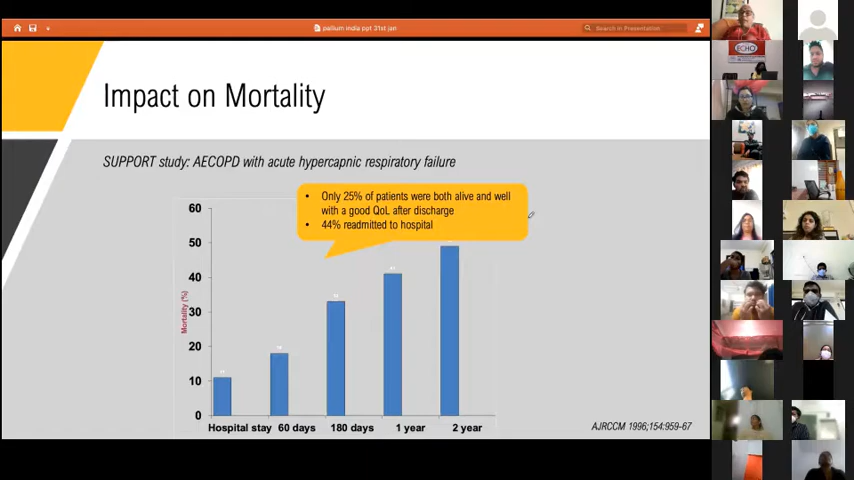 pallium india ppt 31st jan
Search in Presentation
Impact on Mortality
SUPPORT study: AECOPD with acute hypercapnic respiratory failure
• Only 25% of patients were both alive and well
with a good QoL after discharge
• 44% readmitted to hospital
60
50
40
30
20
10
0
Mortality (%)
11
Hospital stay 60 days 180 days 1 year 2 year
AJRCCM 1996;154:959-67
ECHO